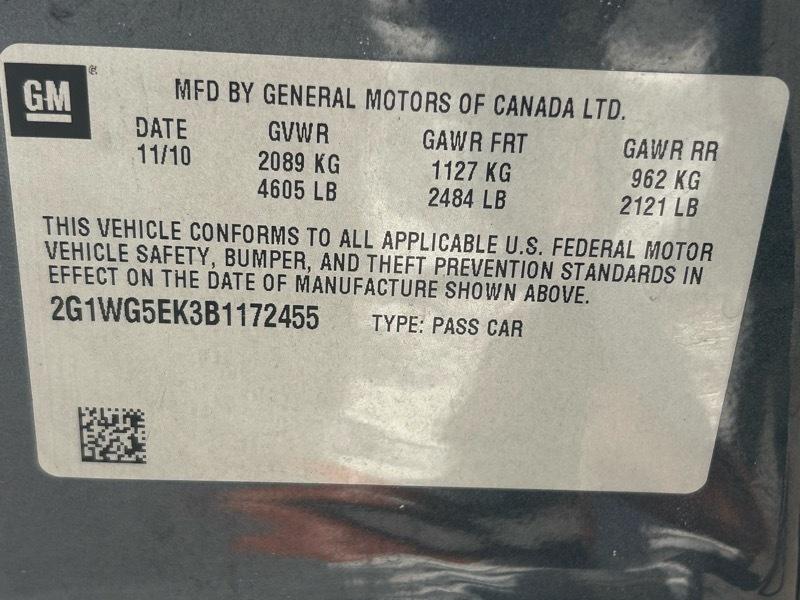 GM ®
MFD BY GENERAL MOTORS OF CANADA LTD.
DATE GVWR GAWR FRT GAWR RR
11/10 2089 KG 1127 KG 962 KG
4605 LB 2484 LB 2121 LB
THIS VEHICLE CONFORMS TO ALL APPLICABLE U.S. FEDERAL MOTOR
VEHICLE SAFETY, BUMPER, AND THEFT PREVENTION STANDARDS IN
EFFECT ON THE DATE OF MANUFACTURE SHOWN ABOVE.
2G1WG5EK3B1172455 TYPE: PASS CAR